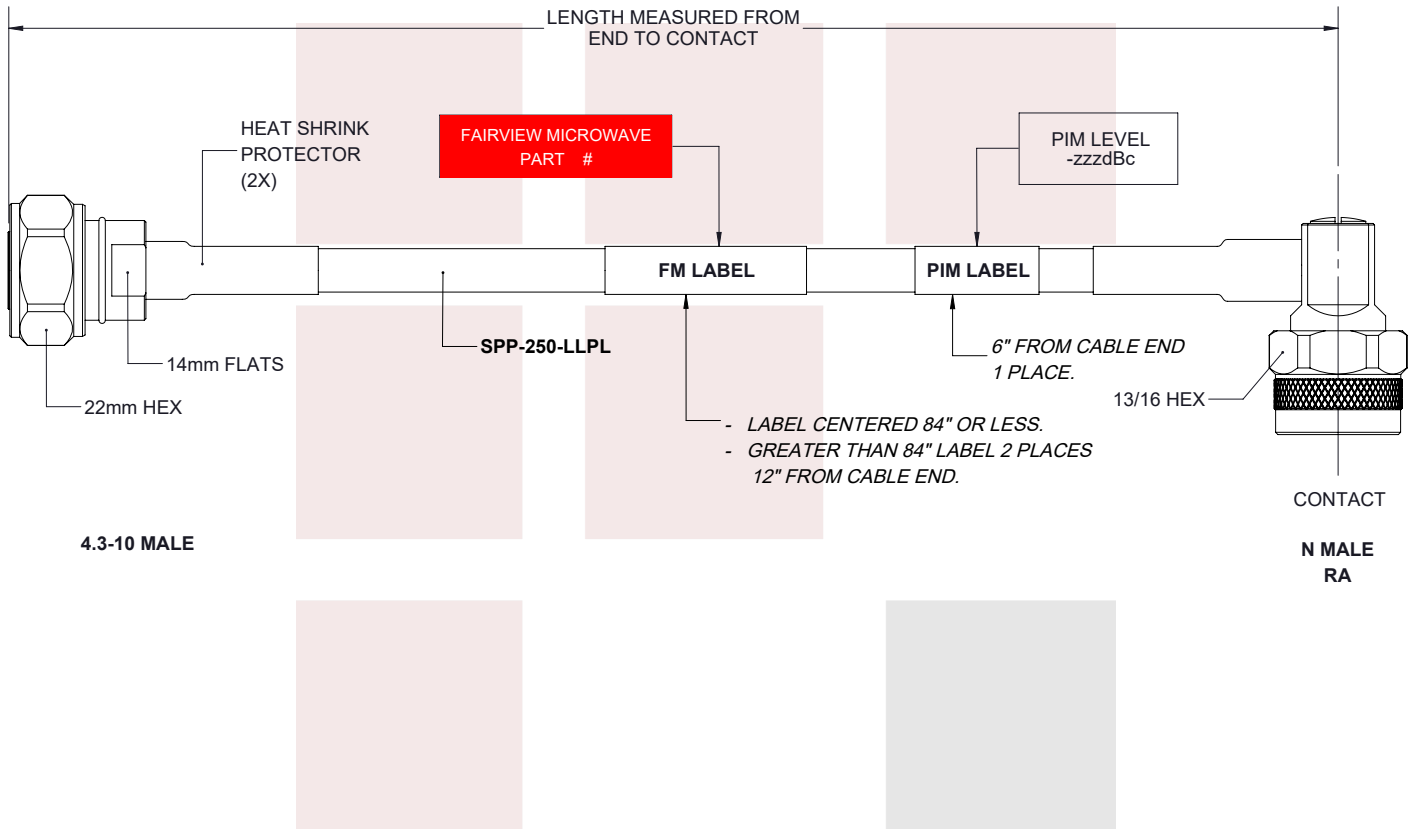 LENGTH MEASURED FROM
END TO CONTACT
HEAT SHRINK
PROTECTOR
(2X)
FAIRVIEW MICROWAVE
PART #
PIM LEVEL
-zzzdBc
FM LABEL
PIM LABEL
14mm FLATS
22mm HEX
SPP-250-LLPL
6" FROM CABLE END
1 PLACE.
13/16 HEX
- LABEL CENTERED 84" OR LESS.
- GREATER THAN 84" LABEL 2 PLACES
12" FROM CABLE END.
CONTACT
4.3-10 MALE
N MALE
RA